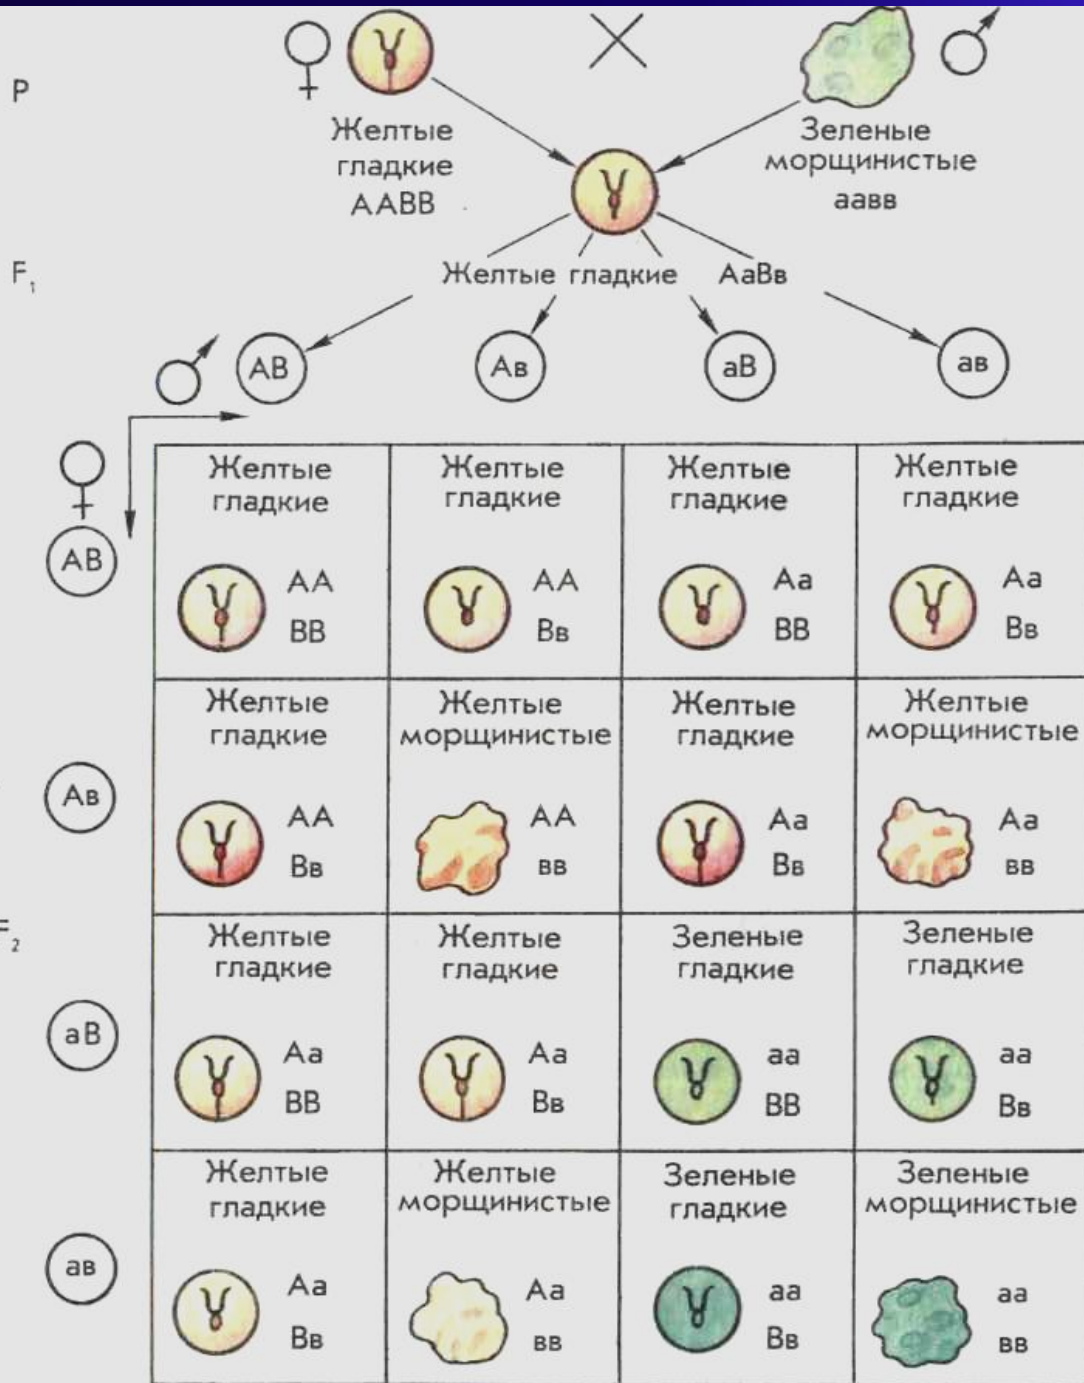 P
Желтые
гладкие
ААВВ
Зеленые
морщинистые
аавв
F₁
Желтые гладкие АаВв
АВ Ав аВ ав
АВ
Желтые
гладкие
АА
ВВ
Желтые
гладкие
АА
Вв
Желтые
гладкие
Аа
ВВ
Желтые
гладкие
Аа
Вв
Ав
Желтые
гладкие
АА
Вв
Желтые
морщинистые
АА
вв
Желтые
гладкие
Аа
Вв
Желтые
морщинистые
Аа
вв
F₂
аВ
Желтые
гладкие
Аа
ВВ
Желтые
гладкие
Аа
Вв
Зеленые
гладкие
аа
ВВ
Зеленые
гладкие
аа
Вв
ав
Желтые
гладкие
Аа
Вв
Желтые
морщинистые
Аа
вв
Зеленые
гладкие
аа
Вв
Зеленые
морщинистые
аа
вв